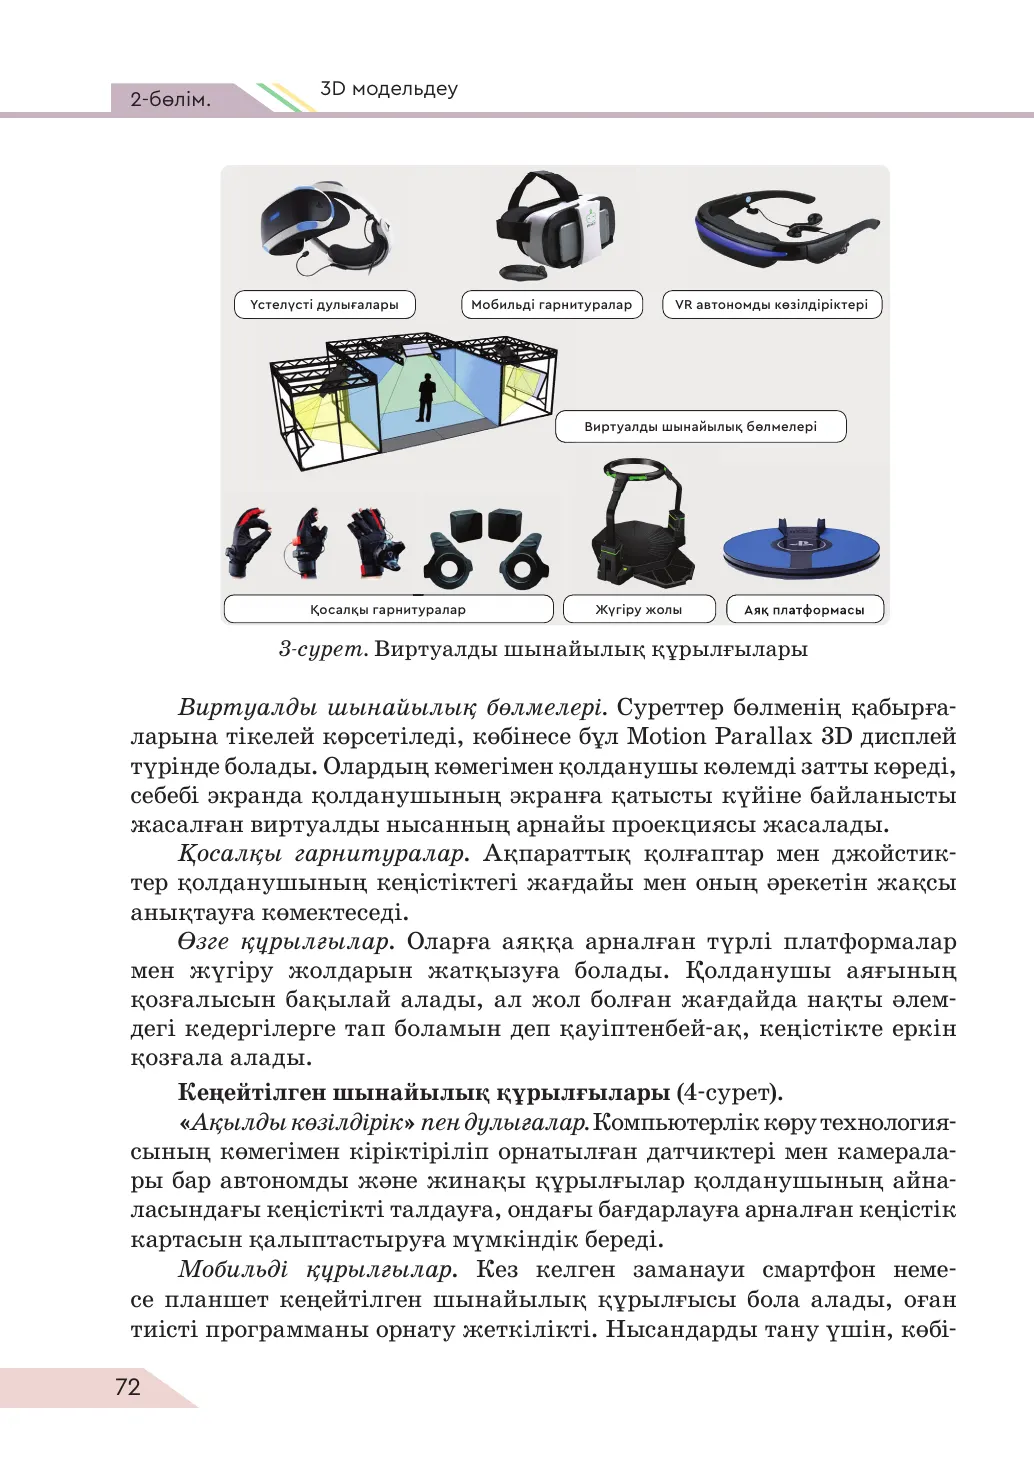 2-бөлім.
3D модельдеу
Үстелүсті дулығалары
Мобильді гарнитуралар
VR автономды көзілдіріктері
Виртуалды шынайылық бөлмелері
Қосалқы гарнитуралар
Жүгіру жолы
Аяқ платформасы
3-сурет. Виртуалды шынайылық құрылғылары
Виртуалды шынайылық бөлмелері. Суреттер бөлменің қабырға-
ларына тікелей көрсетіледі, көбінесе бұл Motion Parallax 3D дисплей
түрінде болады. Олардың көмегімен қолданушы көлемді затты көреді,
себебі экранда қолданушының экранға қатысты күйіне байланысты
жасалған виртуалды нысанның арнайы проекциясы жасалады.
Қосалқы гарнитуралар. Ақпараттық қолғаптар мен джойстик-
тер қолданушының кеңістіктегі жағдайы мен оның әрекетін жақсы
анықтауға көмектеседі.
Өзге құрылғылар. Оларға аяққа арналған түрлі платформалар
мен жүгіру жолдарын жатқызуға болады. Қолданушы аяғының
қозғалысын бақылай алады, ал жол болған жағдайда нақты әлем-
дегі кедергілерге тап боламын деп қауіптенбей-ақ, кеңістікте еркін
қозғала алады.
Кеңейтілген шынайылық құрылғылары (4-сурет).
«Ақылды көзілдірік» пен дулығалар. Компьютерлік көру технология-
сының көмегімен кіріктіріліп орнатылған датчиктері мен камерала-
ры бар автономды және жинақы құрылғылар қолданушының айна-
ласындағы кеңістікті талдауға, ондағы бағдарлауға арналған кеңістік
картасын қалыптастыруға мүмкіндік береді.
Мобильді құрылғылар. Кез келген заманауи смартфон неме-
се планшет кеңейтілген шынайылық құрылғысы бола алады, оған
тиісті программаны орнату жеткілікті. Нысандарды тану үшін, көбі-
72